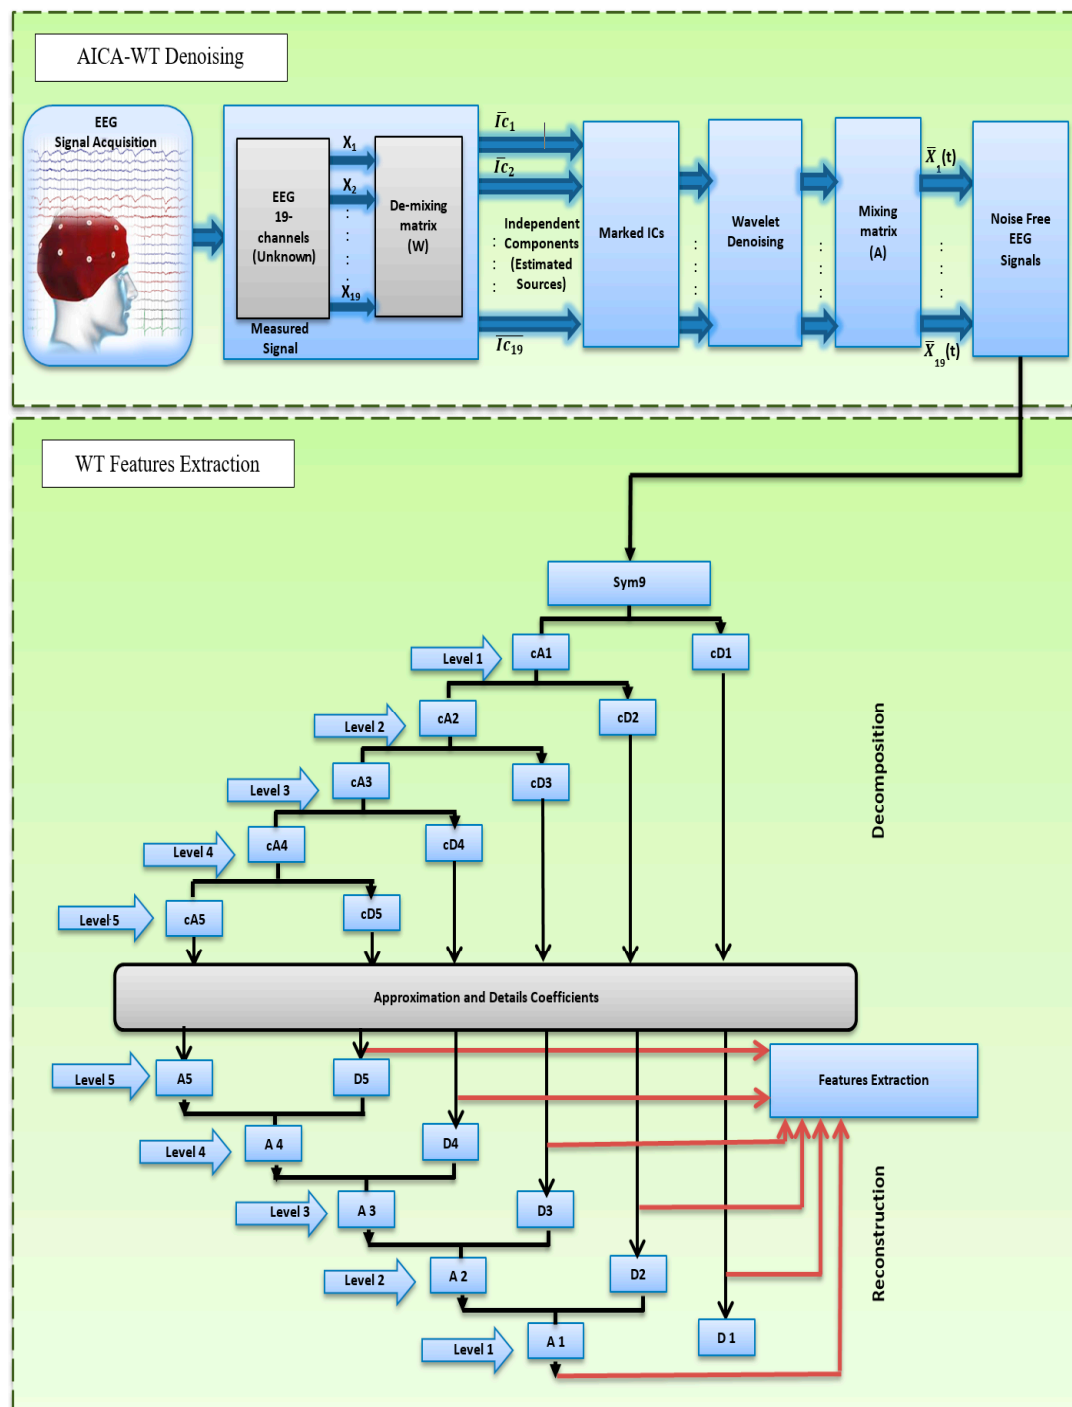 AICA-WT Denoising
EEG
Signal Acquisition
EEG
19-
channels
(Unknown)
Measured
Signal
X1
X2
X19
De-mixing
matrix
(W)
Ic1
Ic2
Independent
Components
(Estimated
Sources)
Ic19
Marked ICs
Wavelet
Denoising
Mixing
matrix
(A)
X̅1(t)
X̅19(t)
Noise Free
EEG
Signals
WT Features Extraction
Sym9
Level 1
cA1
cD1
Level 2
cA2
cD2
Level 3
cA3
cD3
Level 4
cA4
cD4
Level 5
cA5
cD5
Decomposition
Approximation and Details Coefficients
Level 5
A5
D5
Features Extraction
Level 4
A 4
D4
Level 3
A 3
D3
Level 2
A 2
D2
Level 1
A 1
D 1
Reconstruction